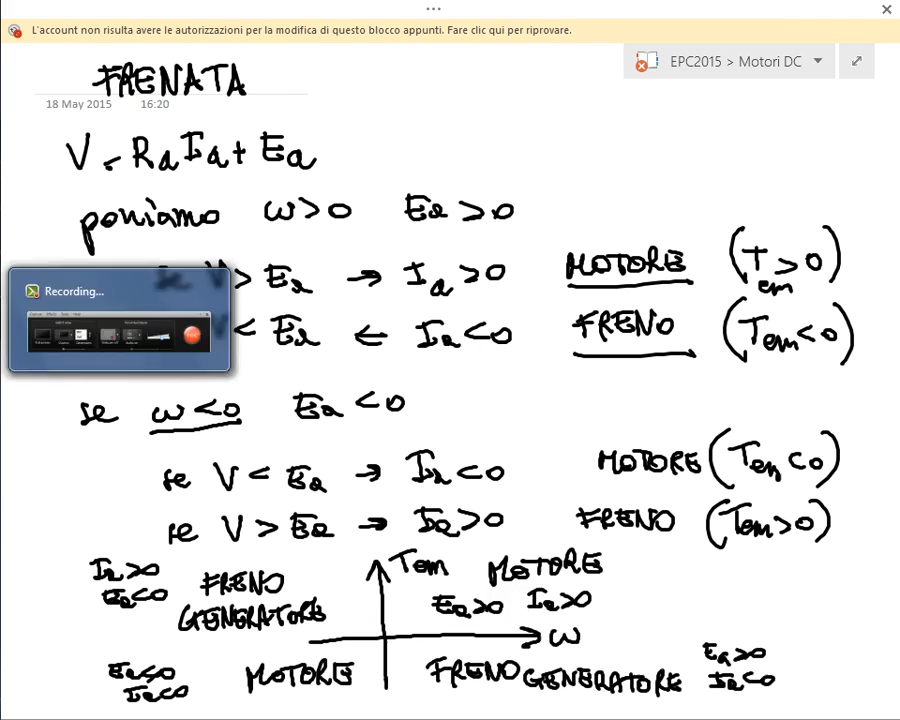 L'account non risulta avere le autorizzazioni per la modifica di questo blocco appunti. Fare clic qui per riprovare.
EPC2015 > Motori DC
FRENATA
18 May 2015 16:20
V = RaIa + Ea
poniamo ω>0 Ea >0
se V > Ea → Ia >0 MOTORE (Tem >0)
Recording...
V < Ea ← Ia <0 FRENO (Tem <0)
se ω<0 Ea <0
se V < Ea → Ia <0 MOTORE (Tem <0)
se V > Ea → Ia >0 FRENO (Tem >0)
Ia>0 FRENO Tem MOTORE
Ea<0 GENERATORE Ea>0 Ia>0
ω
Ea<0 MOTORE FRENO GENERATORE Ea>0
Ia<0 Ia<0